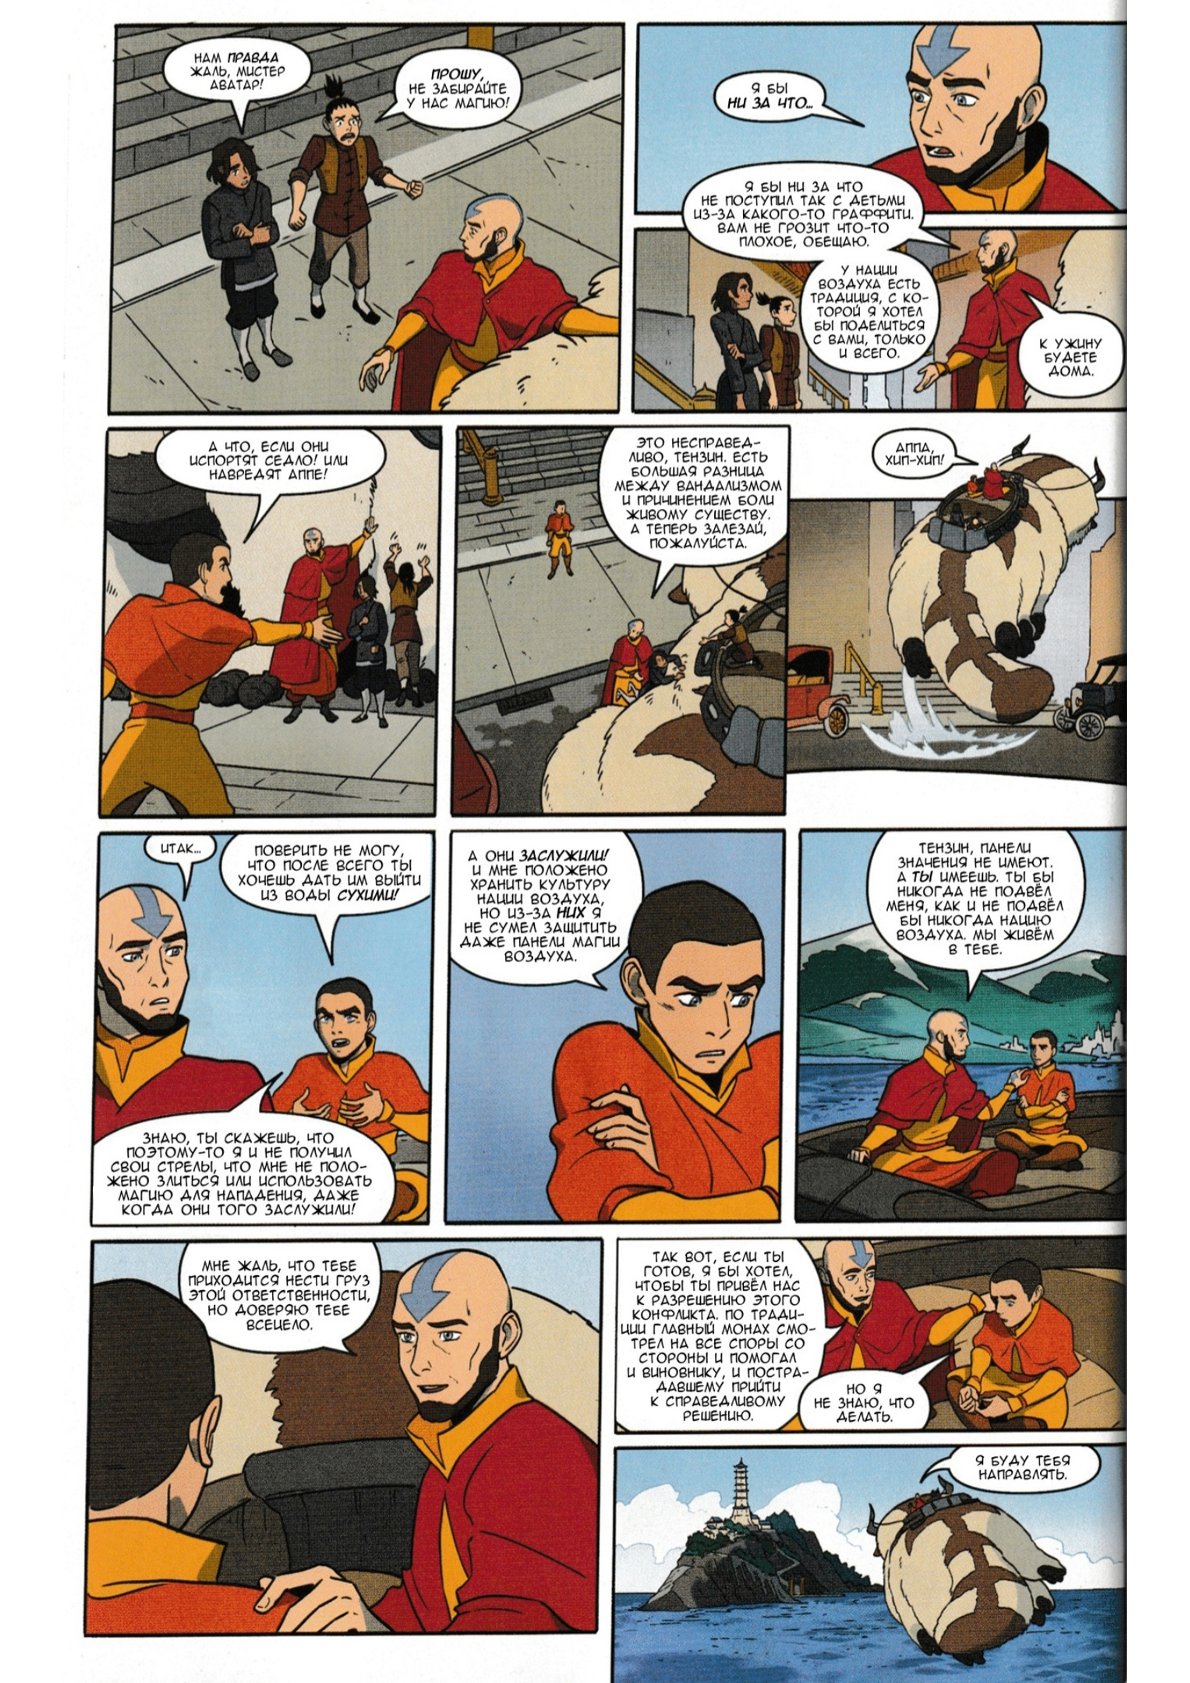 НАМ ПРАВДА
ЖАЛЬ, МИСТЕР
АВАТАР!
ПРОШУ,
НЕ ЗАБИРАЙТЕ
У НАС МАГИЮ!
Я БЫ
НИ ЗА ЧТО...
Я БЫ НИ ЗА ЧТО
НЕ ПОСТУПИЛ ТАК С ДЕТЬМИ
ИЗ-ЗА КАКОГО-ТО ГРАФФИТИ.
ВАМ НЕ ГРОЗИТ ЧТО-ТО
ПЛОХОЕ, ОБЕЩАЮ.
У НАЦИИ
ВОЗДУХА ЕСТЬ
ТРАДИЦИЯ, С КО-
ТОРОЙ Я ХОТЕЛ
БЫ ПОДЕЛИТЬСЯ
С ВАМИ, ТОЛЬКО
И ВСЕГО.
К УЖИНУ
БУДЕТЕ
ДОМА.
А ЧТО, ЕСЛИ ОНИ
ИСПОРТЯТ СЕДЛО! ИЛИ
НАВРЕДЯТ АППЕ!
ЭТО НЕСПРАВЕД-
ЛИВО, ТЕНЗИН. ЕСТЬ
БОЛЬШАЯ РАЗНИЦА
МЕЖДУ ВАНДАЛИЗМОМ
И ПРИЧИНЕНИЕМ БОЛИ
ЖИВОМУ СУЩЕСТВУ.
А ТЕПЕРЬ ЗАЛЕЗАЙ,
ПОЖАЛУЙСТА.
АППА,
ХИП-ХИП!
ИТАК...
ПОВЕРИТЬ НЕ МОГУ,
ЧТО ПОСЛЕ ВСЕГО ТЫ
ХОЧЕШЬ ДАТЬ ИМ ВЫЙТИ
ИЗ ВОДЫ СУХИМИ!
ЗНАЮ, ТЫ СКАЖЕШЬ, ЧТО
ПОЭТОМУ-ТО Я И НЕ ПОЛУЧИЛ
СВОИ СТРЕЛЫ, ЧТО МНЕ НЕ ПОЛО-
ЖЕНО ЗЛИТЬСЯ ИЛИ ИСПОЛЬЗОВАТЬ
МАГИЮ ДЛЯ НАПАДЕНИЯ, ДАЖЕ
КОГДА ОНИ ТОГО ЗАСЛУЖИЛИ!
А ОНИ ЗАСЛУЖИЛИ!
И МНЕ ПОЛОЖЕНО
ХРАНИТЬ КУЛЬТУРУ
НАЦИИ ВОЗДУХА,
НО ИЗ-ЗА НИХ Я
НЕ СУМЕЛ ЗАЩИТИТЬ
ДАЖЕ ПАНЕЛИ МАГИИ
ВОЗДУХА.
ТЕНЗИН, ПАНЕЛИ
ЗНАЧЕНИЯ НЕ ИМЕЮТ.
А ТЫ ИМЕЕШЬ. ТЫ БЫ
НИКОГДА НЕ ПОДВЁЛ
МЕНЯ, КАК И НЕ ПОДВЁЛ
БЫ НИКОГДА НАЦИЮ
ВОЗДУХА. МЫ ЖИВЁМ
В ТЕБЕ.
МНЕ ЖАЛЬ, ЧТО ТЕБЕ
ПРИХОДИТСЯ НЕСТИ ГРУЗ
ЭТОЙ ОТВЕТСТВЕННОСТИ,
НО ДОВЕРЯЮ ТЕБЕ
ВСЕЦЕЛО.
ТАК ВОТ, ЕСЛИ ТЫ
ГОТОВ, Я БЫ ХОТЕЛ,
ЧТОБЫ ТЫ ПРИВЁЛ НАС
К РАЗРЕШЕНИЮ ЭТОГО
КОНФЛИКТА. ПО ТРАДИ-
ЦИИ ГЛАВНЫЙ МОНАХ СМО-
ТРЕЛ НА ВСЕ СПОРЫ СО
СТОРОНЫ И ПОМОГАЛ
И ВИНОВНИКУ, И ПОСТРА-
ДАВШЕМУ ПРИЙТИ
К СПРАВЕДЛИВОМУ
РЕШЕНИЮ.
НО Я
НЕ ЗНАЮ, ЧТО
ДЕЛАТЬ.
Я БУДУ ТЕБЯ
НАПРАВЛЯТЬ.